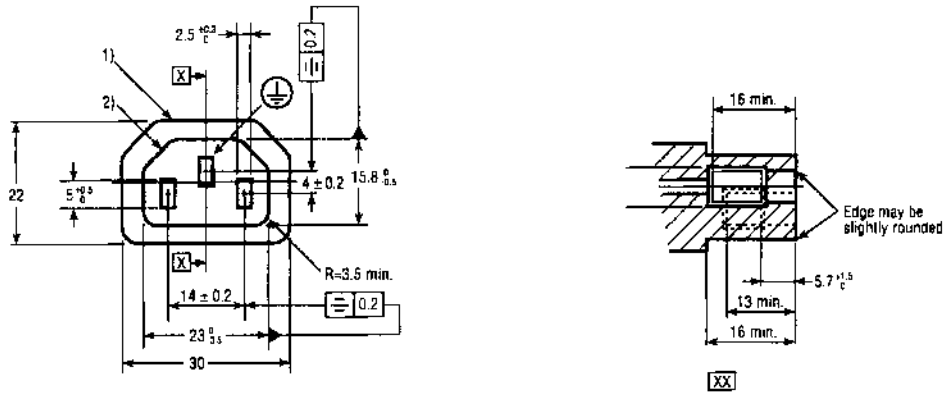 2.5 +0.3 0
0.2
1)
X
2)
22
5 +0.5 0
4 ± 0.2
15.8 0 -0.5
X
R=3.5 min.
14 ± 0.2
0.2
23 0
30
16 min.
Edge may be
slightly rounded
5.7 +1.5 0
13 min.
16 min.
XX